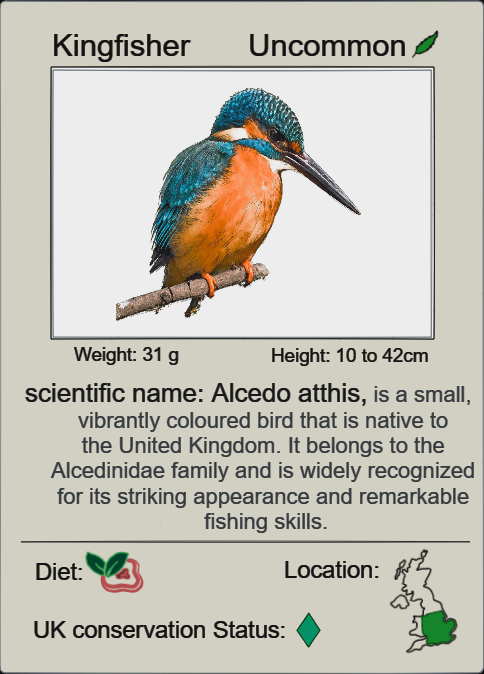 Kingfisher Uncommon
Weight: 31 g Height: 10 to 42cm
scientific name: Alcedo atthis, is a small,
vibrantly coloured bird that is native to
the United Kingdom. It belongs to the
Alcedinidae family and is widely recognized
for its striking appearance and remarkable
fishing skills.
Diet: Location:
UK conservation Status: